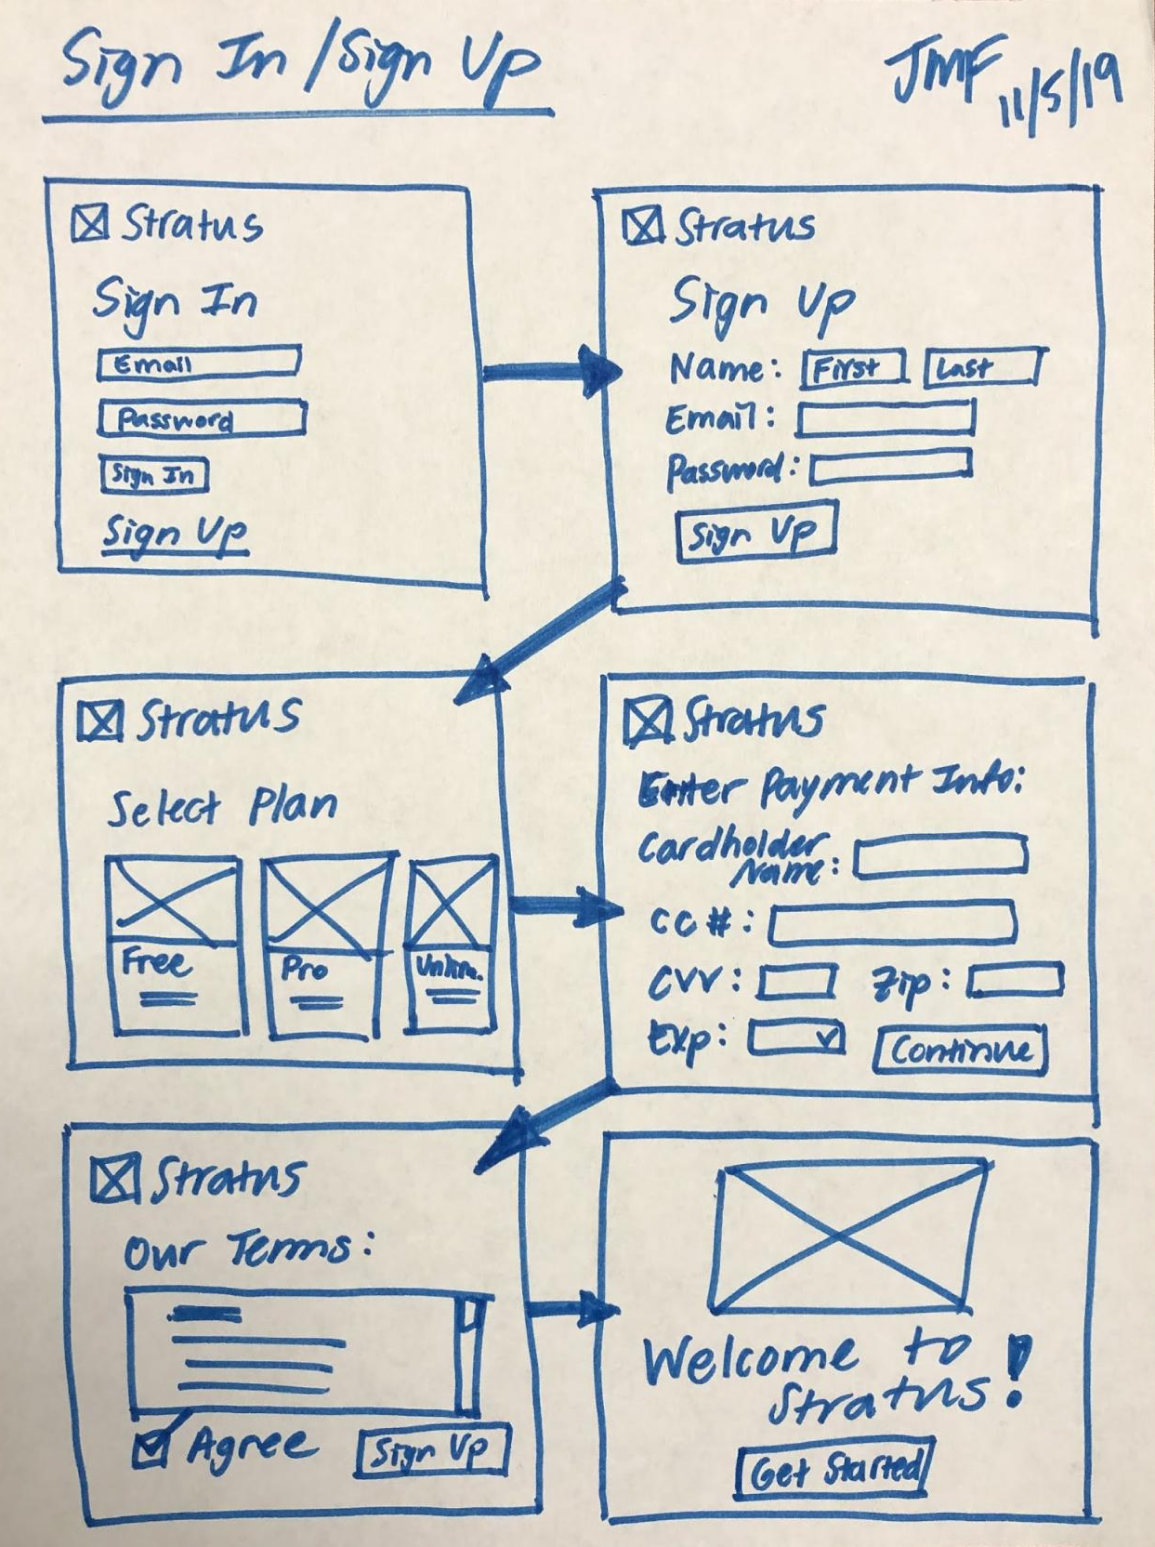 Sign In / Sign Up
JMF 11/5/19
Stratus
Sign In
Email
Password
Sign In
Sign Up
Stratus
Sign Up
Name: First Last
Email:
Password:
Sign Up
Stratus
Select Plan
Free
Pro
Stratus
Enter Payment Info:
Cardholder
Name:
CC#:
CVV: Zip:
Exp: Continue
Stratus
Our Terms:
Agree Sign Up
Welcome to
Stratus!
Get Started